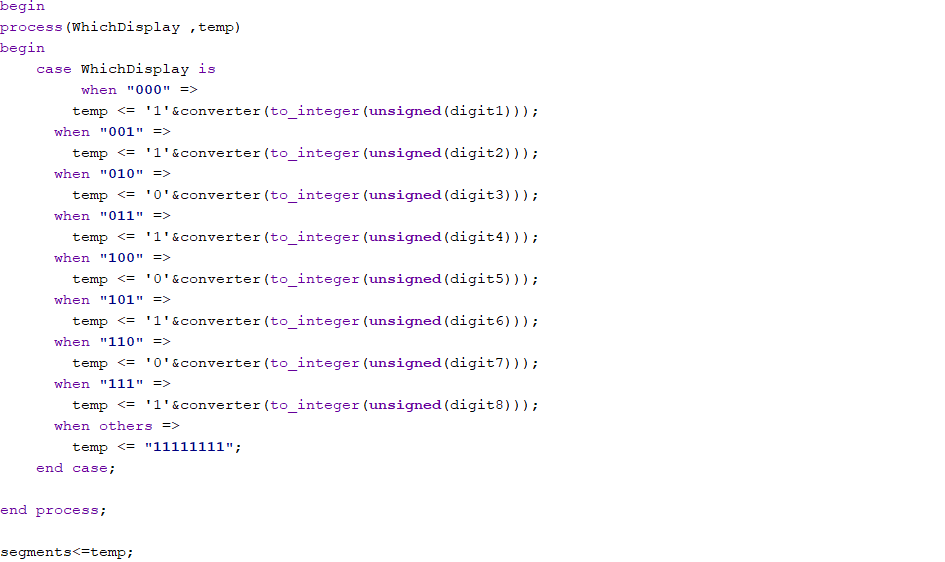 begin
process(WhichDisplay ,temp)
begin
    case WhichDisplay is
         when "000" =>
        temp <= '1'&converter(to_integer(unsigned(digit1)));
      when "001" =>
        temp <= '1'&converter(to_integer(unsigned(digit2)));
      when "010" =>
        temp <= '0'&converter(to_integer(unsigned(digit3)));
      when "011" =>
        temp <= '1'&converter(to_integer(unsigned(digit4)));
      when "100" =>
        temp <= '0'&converter(to_integer(unsigned(digit5)));
      when "101" =>
        temp <= '1'&converter(to_integer(unsigned(digit6)));
      when "110" =>
        temp <= '0'&converter(to_integer(unsigned(digit7)));
      when "111" =>
        temp <= '1'&converter(to_integer(unsigned(digit8)));
      when others =>
        temp <= "11111111";
    end case;

end process;

segments<=temp;